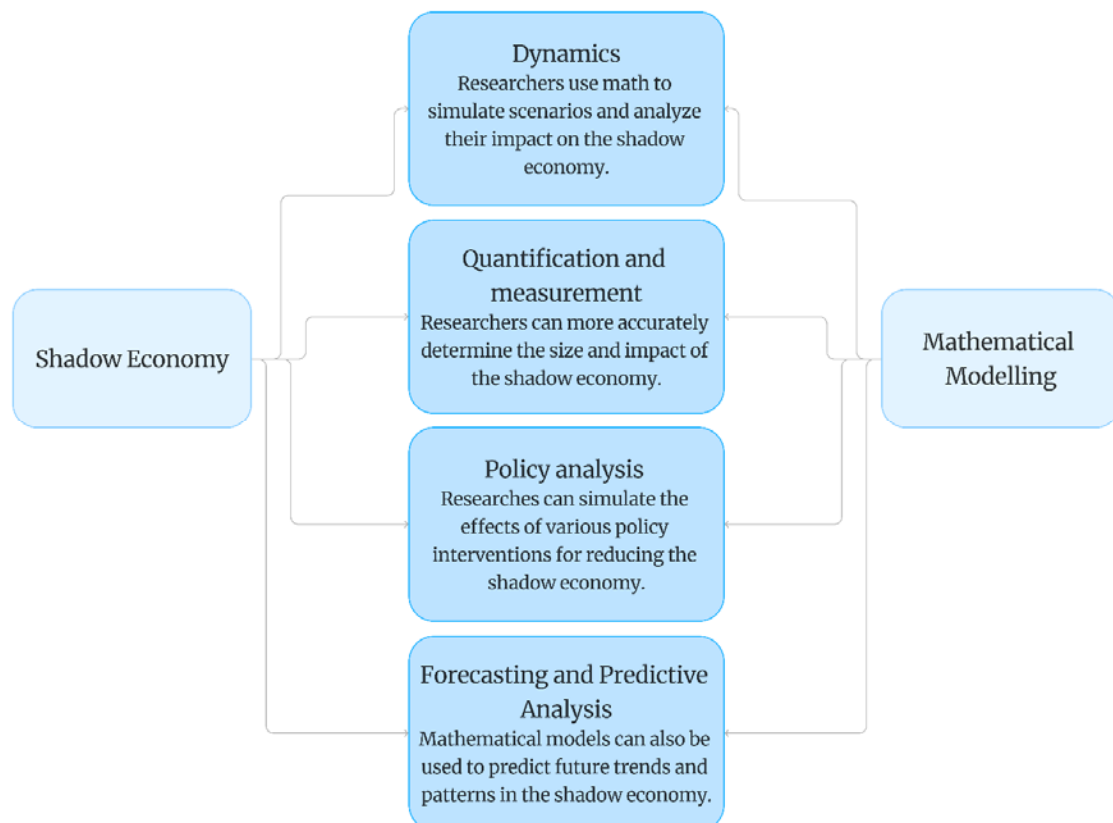 Dynamics
Researchers use math to
simulate scenarios and analyze
their impact on the shadow
economy.
Quantification and
measurement
Researchers can more accurately
determine the size and impact of
the shadow economy.
Shadow Economy
Mathematical
Modelling
Policy analysis
Researches can simulate the
effects of various policy
interventions for reducing the
shadow economy.
Forecasting and Predictive
Analysis
Mathematical models can also be
used to predict future trends and
patterns in the shadow economy.